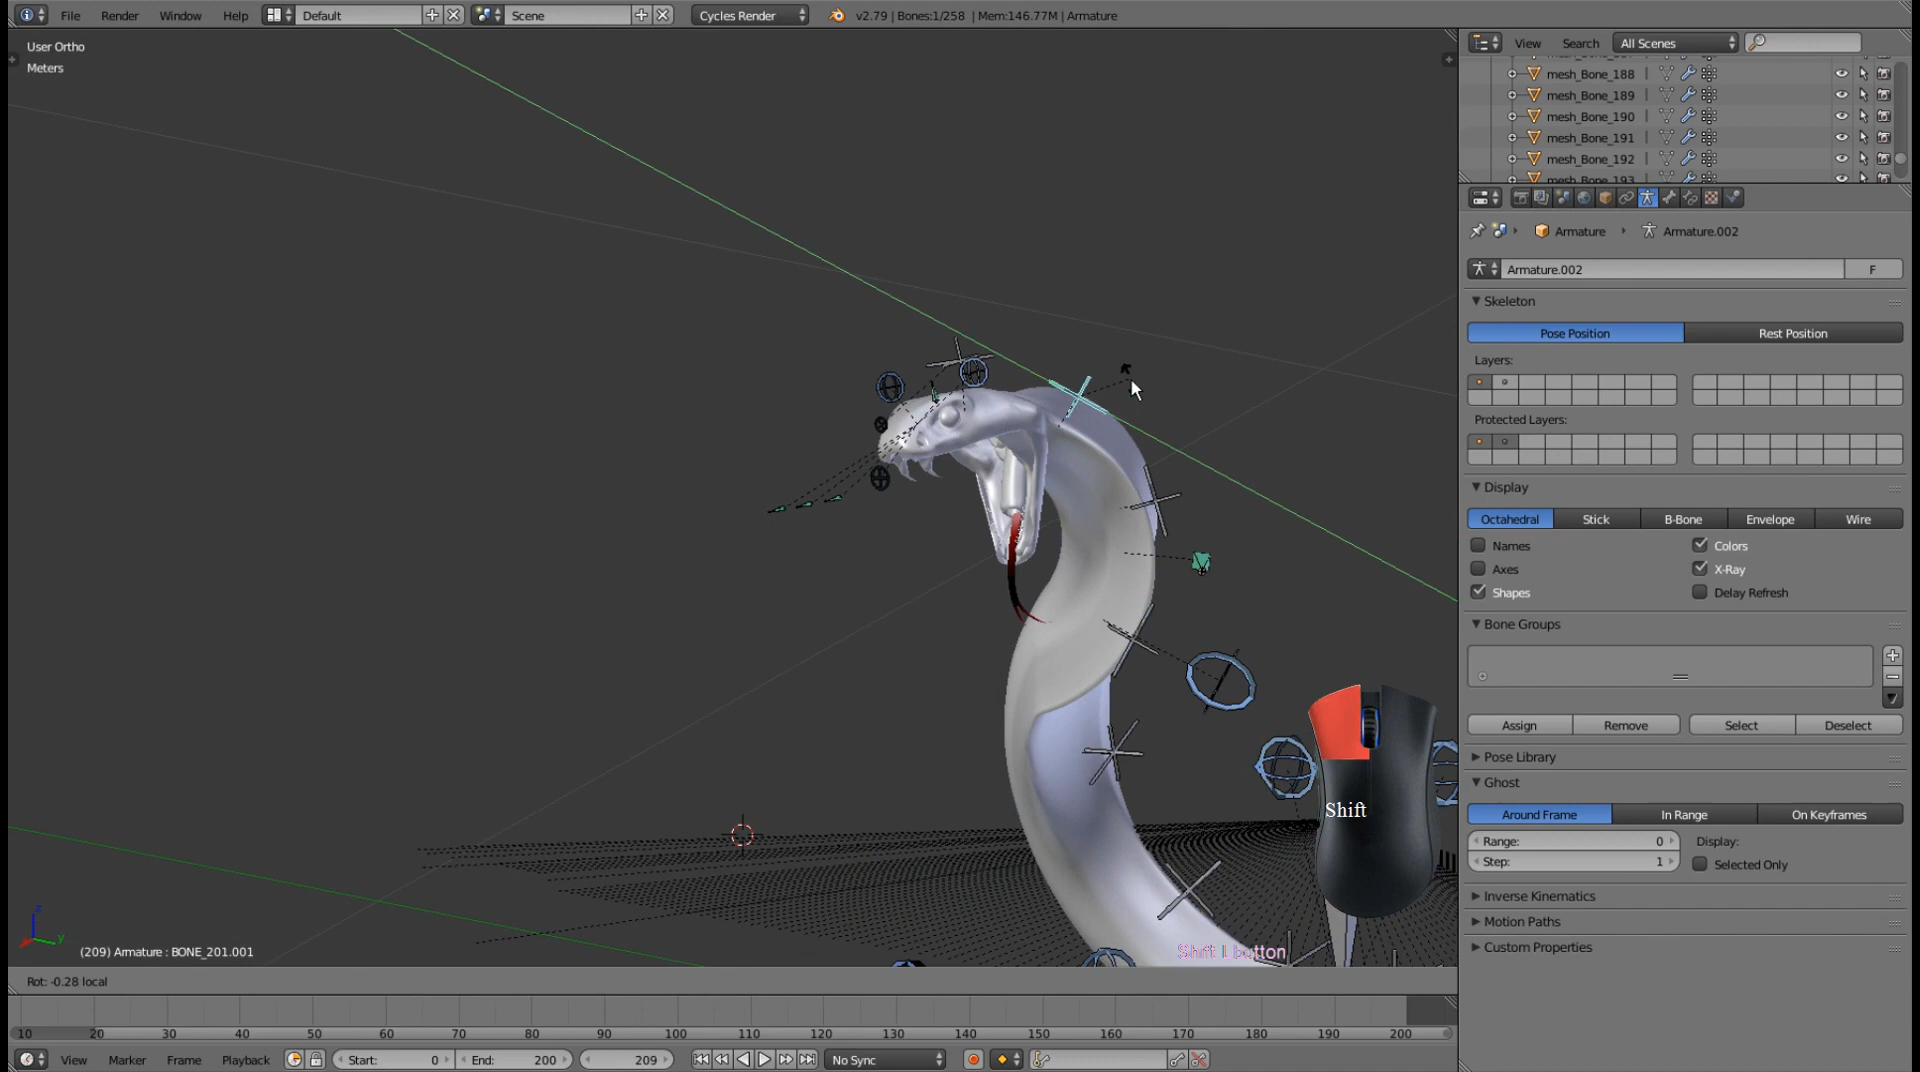 File Render Window Help Default Scene Cycles Render v2.79 | Bones:1/258 | Mem:146.77M | Armature
User Ortho
Meters
View Search All Scenes
mesh_Bone_188
mesh_Bone_189
mesh_Bone_190
mesh_Bone_191
mesh_Bone_192
mesh_Bone_193
Armature Armature.002
Armature.002 F
Skeleton
Pose Position Rest Position
Layers:
Protected Layers:
Display
Octahedral Stick B-Bone Envelope Wire
Names Colors
Axes X-Ray
Shapes Delay Refresh
Bone Groups
Assign Remove Select Deselect
Pose Library
Ghost
Around Frame In Range On Keyframes
Range: 0 Display:
Step: 1 Selected Only
Inverse Kinematics
Motion Paths
Custom Properties
Shift
Shift Lbutton
z
y
(209) Armature : BONE_201.001
Rot: -0.28 local
10 20 30 40 50 60 70 80 90 100 110 120 130 140 150 160 170 180 190 200
View Marker Frame Playback Start: 0 End: 200 209 No Sync